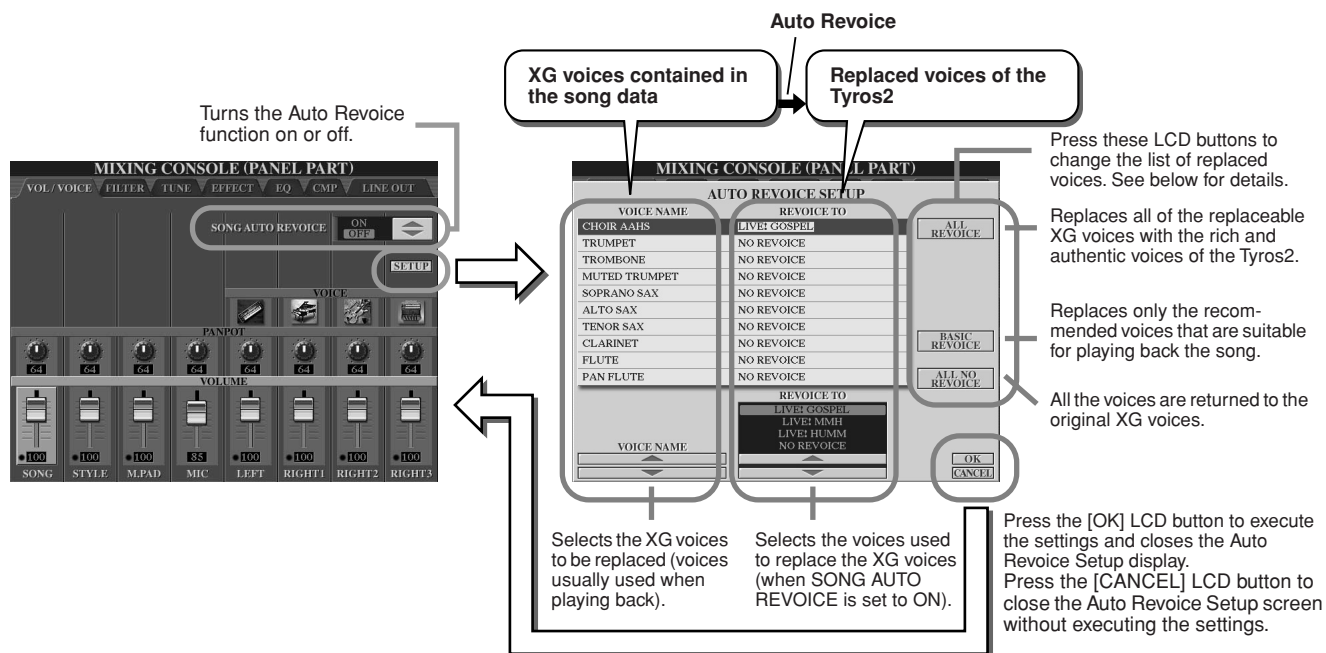 Auto Revoice
XG voices contained in
the song data
Replaced voices of the
Tyros2
Turns the Auto Revoice
function on or off.
MIXING CONSOLE (PANEL PART)
VOL / VOICE FILTER TUNE EFFECT EQ CMP LINE OUT
SONG AUTO REVOICE ON
OFF
SETUP
VOICE
PANPOT
64 64 64 64 64 64 64 64
VOLUME
100 100 100 85 100 100 100 100
SONG STYLE M.PAD MIC LEFT RIGHT1 RIGHT2 RIGHT3
MIXING CONSOLE (PANEL PART)
AUTO REVOICE SETUP
VOICE NAME REVOICE TO
CHOIR AAHS LIVE! GOSPEL
TRUMPET NO REVOICE
TROMBONE NO REVOICE
MUTED TRUMPET NO REVOICE
SOPRANO SAX NO REVOICE
ALTO SAX NO REVOICE
TENOR SAX NO REVOICE
CLARINET NO REVOICE
FLUTE NO REVOICE
PAN FLUTE NO REVOICE
REVOICE TO
LIVE! GOSPEL
LIVE! MMH
LIVE! HUMM
NO REVOICE
VOICE NAME
ALL
REVOICE
BASIC
REVOICE
ALL NO
REVOICE
OK
CANCEL
Press these LCD buttons to
change the list of replaced
voices. See below for details.
Replaces all of the replaceable
XG voices with the rich and
authentic voices of the Tyros2.
Replaces only the recom-
mended voices that are suitable
for playing back the song.
All the voices are returned to the
original XG voices.
Selects the XG voices
to be replaced (voices
usually used when
playing back).
Selects the voices used
to replace the XG voices
(when SONG AUTO
REVOICE is set to ON).
Press the [OK] LCD button to execute
the settings and closes the Auto
Revoice Setup display.
Press the [CANCEL] LCD button to
close the Auto Revoice Setup screen
without executing the settings.